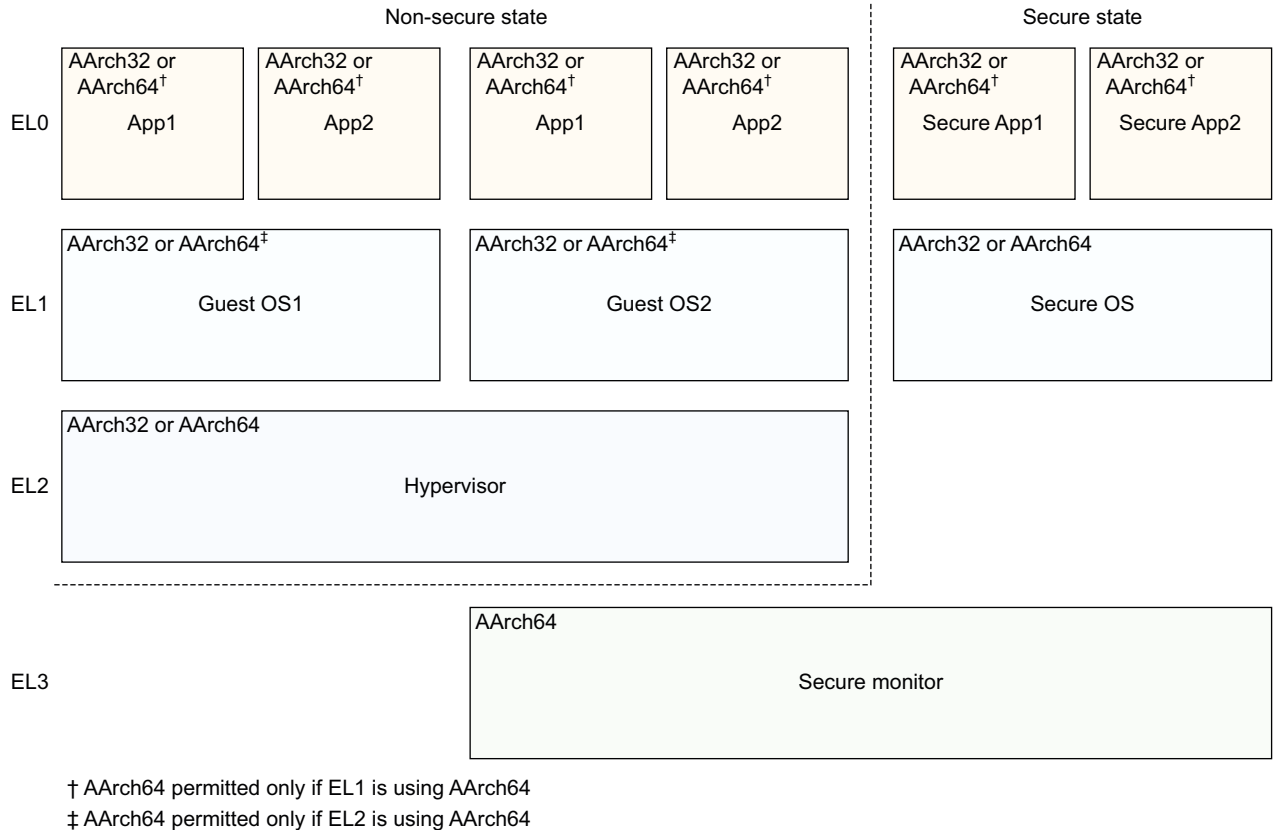 Non-secure state
Secure state
EL0
AArch32 or
AArch64†
App1
AArch32 or
AArch64†
App2
AArch32 or
AArch64†
App1
AArch32 or
AArch64†
App2
AArch32 or
AArch64†
Secure App1
AArch32 or
AArch64†
Secure App2
EL1
AArch32 or AArch64‡
Guest OS1
AArch32 or AArch64‡
Guest OS2
AArch32 or AArch64
Secure OS
EL2
AArch32 or AArch64
Hypervisor
EL3
AArch64
Secure monitor
† AArch64 permitted only if EL1 is using AArch64
‡ AArch64 permitted only if EL2 is using AArch64